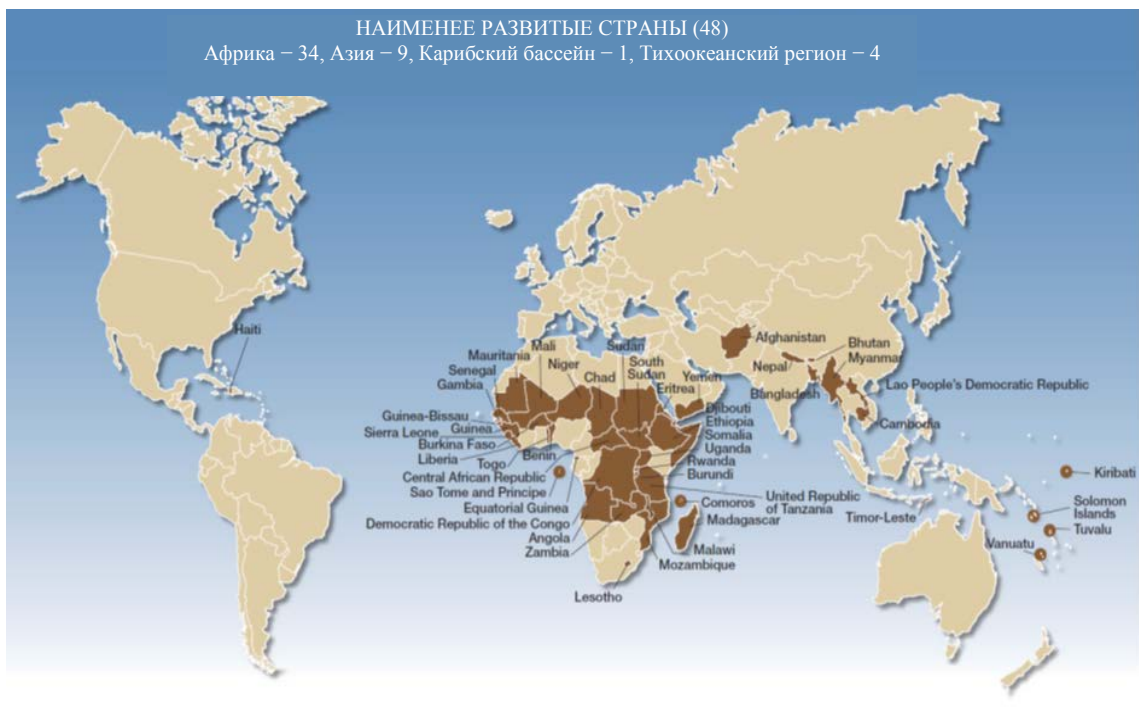 НАИМЕНЕЕ РАЗВИТЫЕ СТРАНЫ (48)
Африка − 34, Азия − 9, Карибский бассейн − 1, Тихоокеанский регион − 4
Haiti
Mali
Sudan
Mauritania
Niger
South
Senegal
Chad
Sudan
Yemen
Gambia
Eritrea
Afghanistan
Bhutan
Nepal
Myanmar
Bangladesh
Lao People's Democratic Republic
Cambodia
Guinea-Bissau
Guinea
Sierra Leone
Burkina Faso
Liberia
Togo
Benin
Djibouti
Ethiopia
Somalia
Uganda
Rwanda
Burundi
Central African Republic
Sao Tome and Principe
Equatorial Guinea
Democratic Republic of the Congo
Angola
Zambia
Comoros
United Republic
of Tanzania
Madagascar
Malawi
Mozambique
Lesotho
Timor-Leste
Kiribati
Solomon
Islands
Tuvalu
Vanuatu